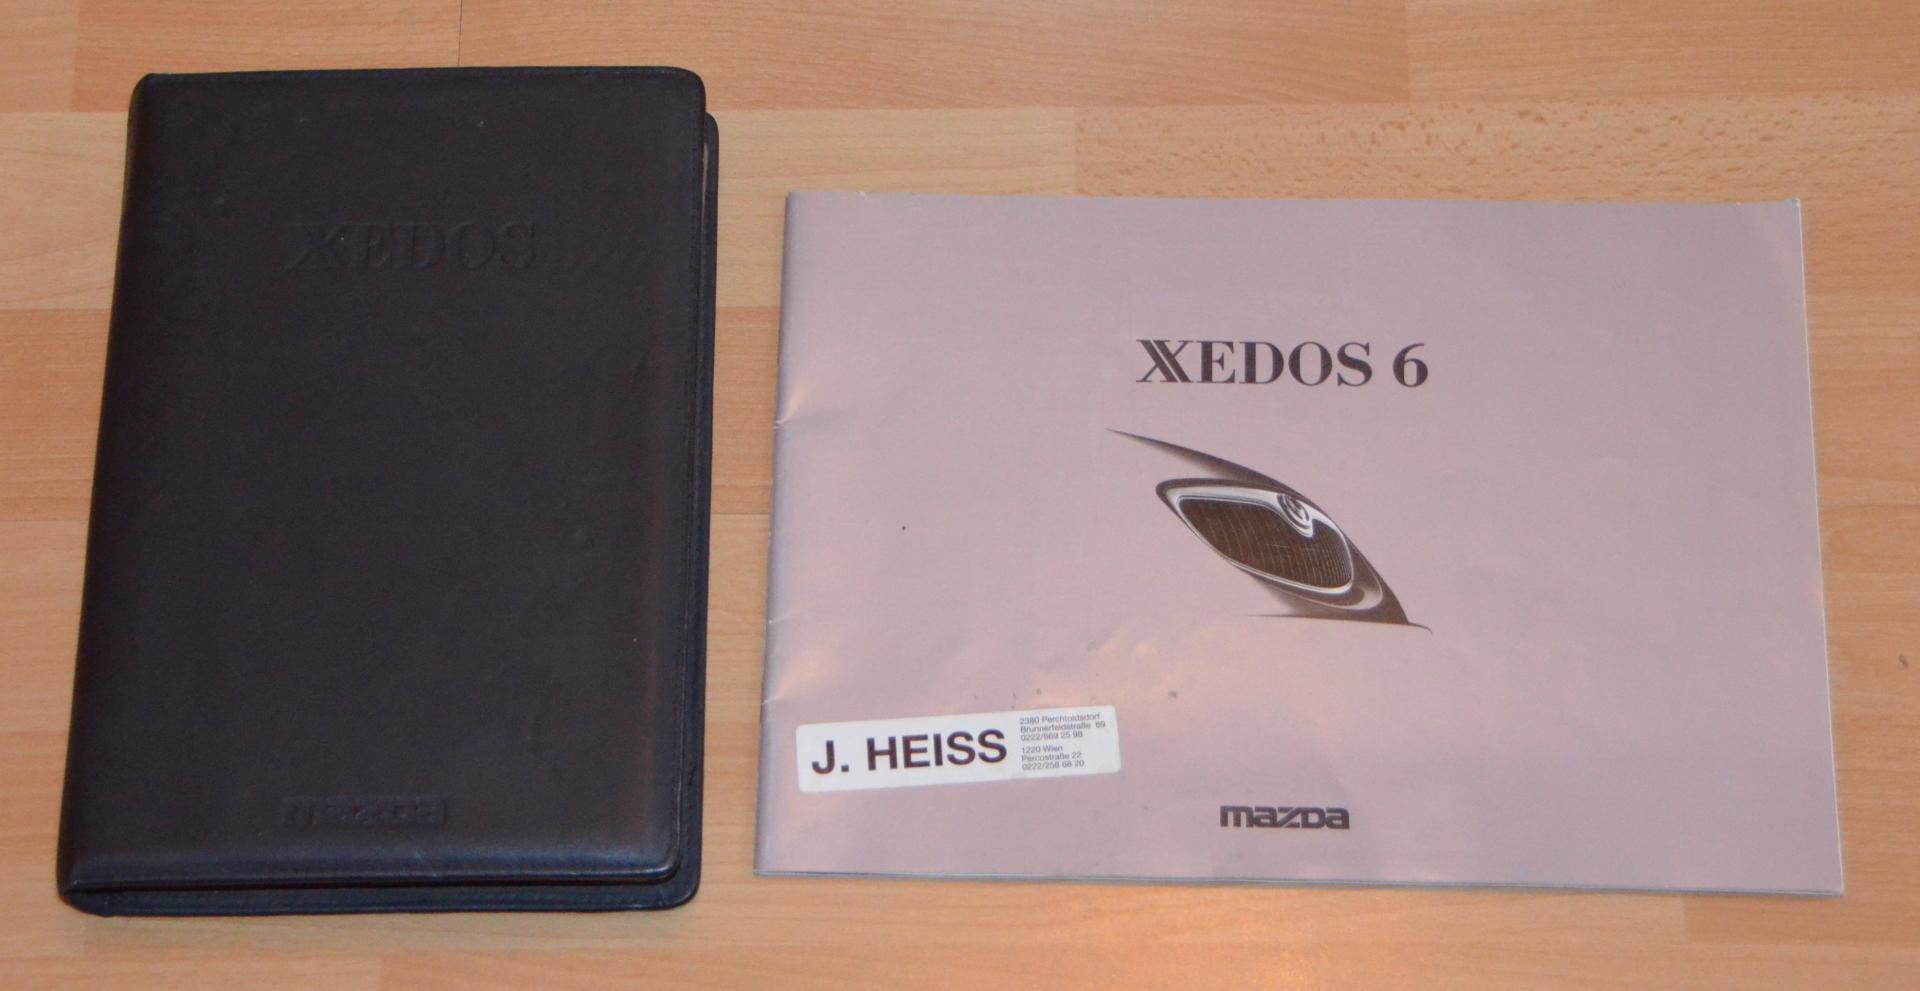 XEDOS
mazda
XEDOS 6
J. HEISS
2380 Perchtoldsdorf
Brunnerfeldstraße 69
0222/869 25 98
1220 Wien
Percostraße 22
0222/258 68 20
mazda